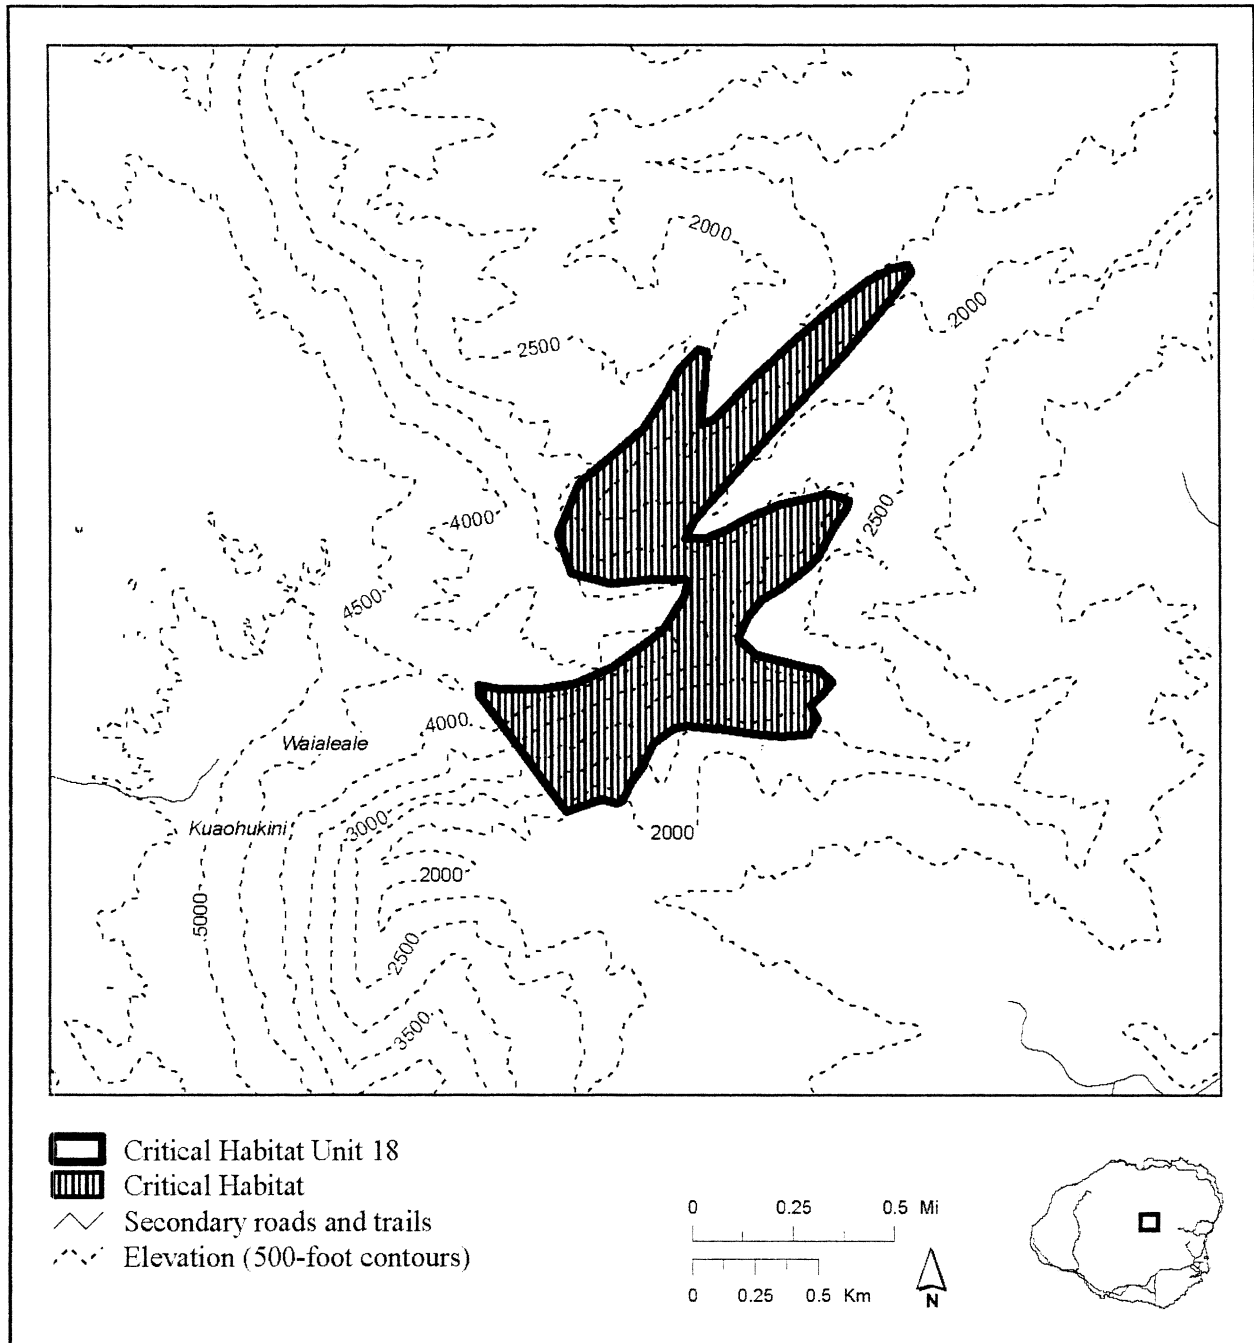 2000
2000
2500
2500
4000
4500
4000
Waialeale
Kuaohukini
3000
2000
2000
5000
2500
3500
Critical Habitat Unit 18
Critical Habitat
Secondary roads and trails
Elevation (500-foot contours)
0 0.25 0.5 Mi
0 0.25 0.5 Km
N